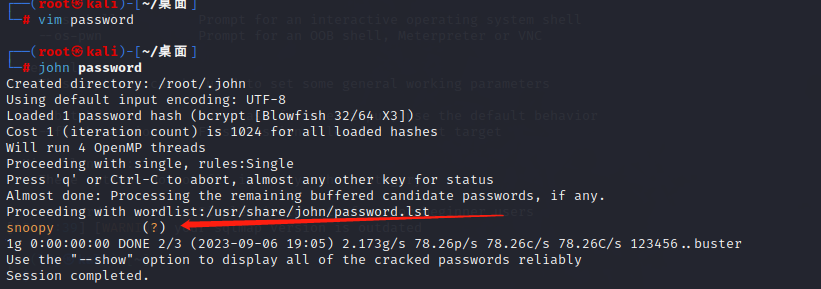 ┌──(root㉿kali)-[~/桌面]
└─# vim password
┌──(root㉿kali)-[~/桌面]
└─# john password
Created directory: /root/.john
Using default input encoding: UTF-8
Loaded 1 password hash (bcrypt [Blowfish 32/64 X3])
Cost 1 (iteration count) is 1024 for all loaded hashes
Will run 4 OpenMP threads
Proceeding with single, rules:Single
Press 'q' or Ctrl-C to abort, almost any other key for status
Almost done: Processing the remaining buffered candidate passwords, if any.
Proceeding with wordlist:/usr/share/john/password.lst
snoopy           (?)
1g 0:00:00:00 DONE 2/3 (2023-09-06 19:05) 2.173g/s 78.26p/s 78.26c/s 78.26C/s 123456..buster
Use the "--show" option to display all of the cracked passwords reliably
Session completed.